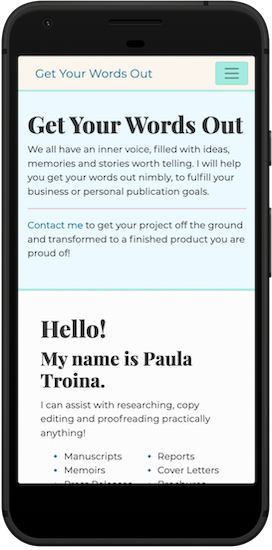 Get Your Words Out
Get Your Words Out
We all have an inner voice, filled with ideas,
memories and stories worth telling. I will help
you get your words out nimbly, to fulfill your
business or personal publication goals.
Contact me to get your project off the ground
and transformed to a finished product you are
proud of!
Hello!
My name is Paula
Troina.
I can assist with researching, copy
editing and proofreading practically
anything!
• Manuscripts
• Memoirs
• Press Releases
• Reports
• Cover Letters
• Brochures